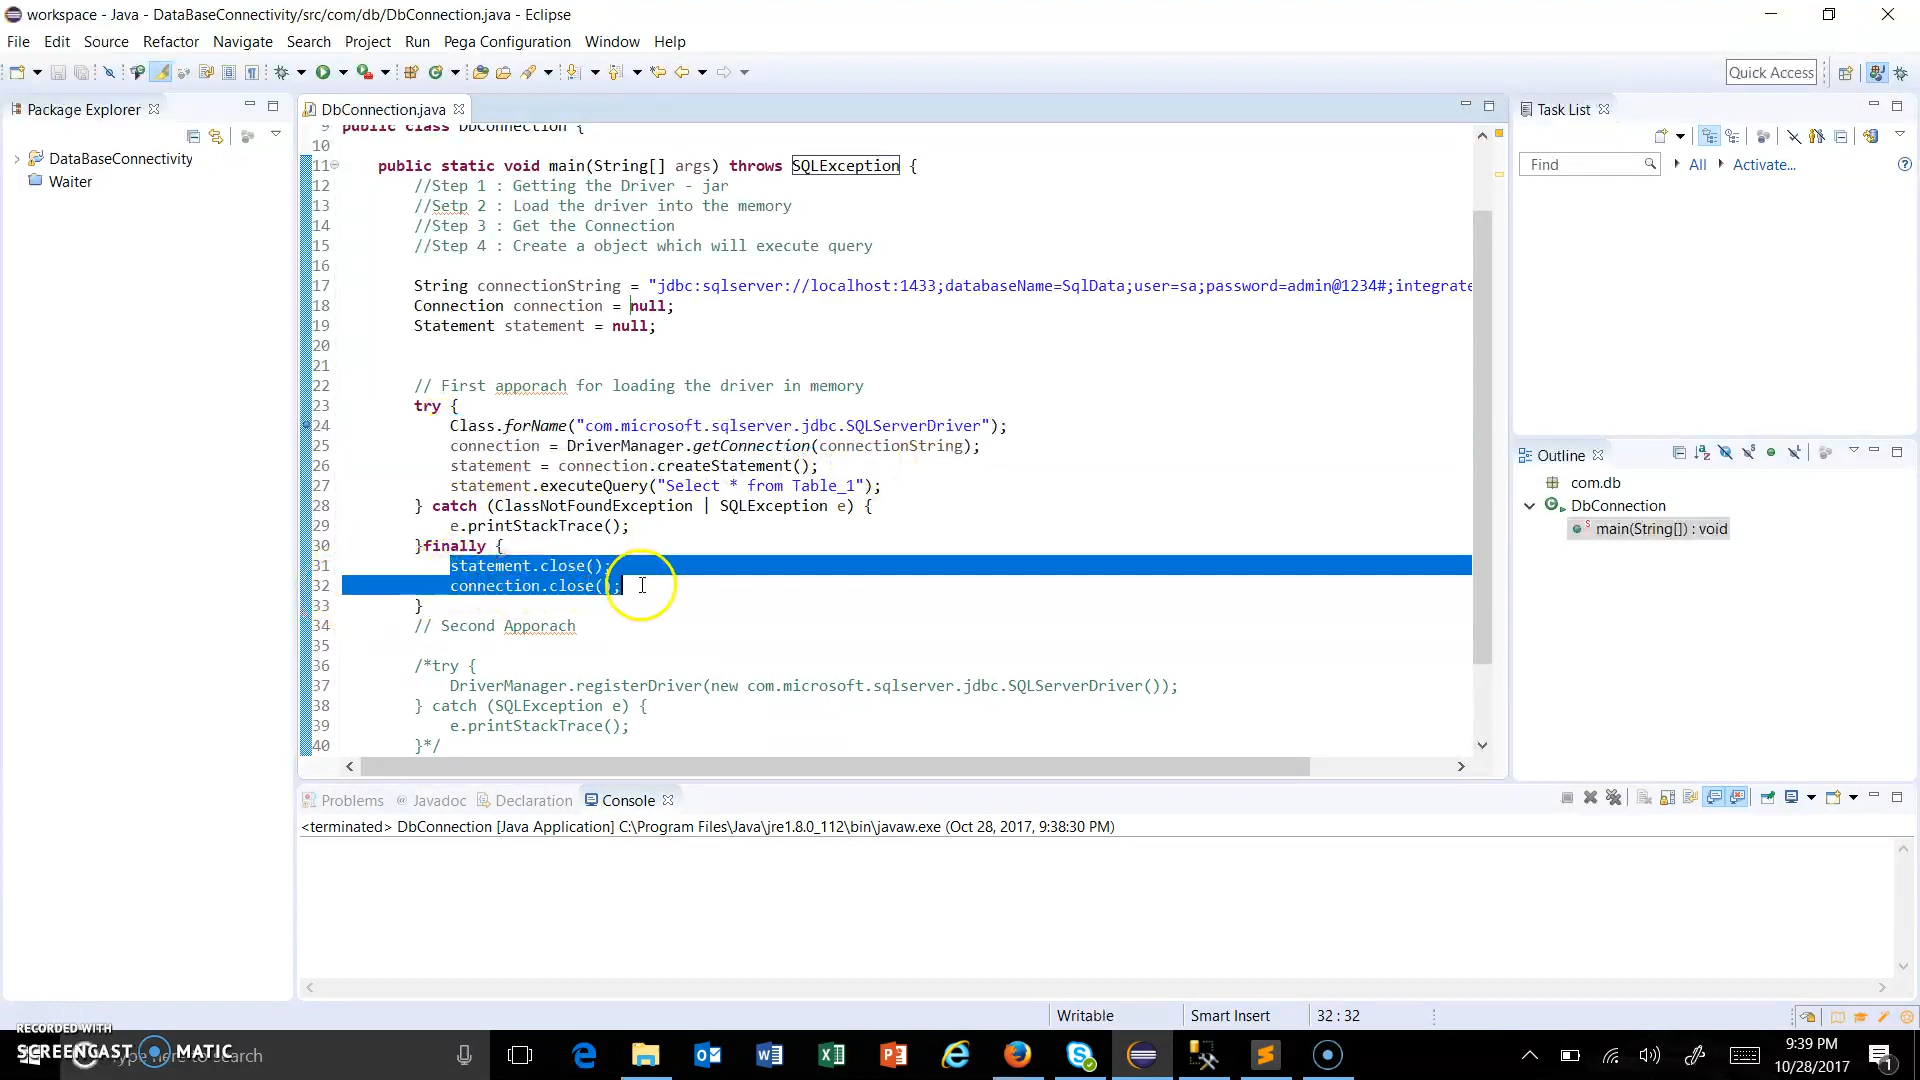 workspace - Java - DataBaseConnectivity/src/com/db/DbConnection.java - Eclipse
File Edit Source Refactor Navigate Search Project Run Pega Configuration Window Help
Quick Access
Package Explorer
DataBaseConnectivity
Waiter
DbConnection.java
9 public class DbConnection {
10
11 public static void main(String[] args) throws SQLException {
12 //Step 1 : Getting the Driver - jar
13 //Setp 2 : Load the driver into the memory
14 //Step 3 : Get the Connection
15 //Step 4 : Create a object which will execute query
16
17 String connectionString = "jdbc:sqlserver://localhost:1433;databaseName=SqlData;user=sa;password=admin@1234#;integrate
18 Connection connection = null;
19 Statement statement = null;
20
21
22 // First apporach for loading the driver in memory
23 try {
24 Class.forName("com.microsoft.sqlserver.jdbc.SQLServerDriver");
25 connection = DriverManager.getConnection(connectionString);
26 statement = connection.createStatement();
27 statement.executeQuery("Select * from Table_1");
28 } catch (ClassNotFoundException | SQLException e) {
29 e.printStackTrace();
30 }finally {
31 statement.close();
32 connection.close();
33 }
34 // Second Apporach
35
36 /*try {
37 DriverManager.registerDriver(new com.microsoft.sqlserver.jdbc.SQLServerDriver());
38 } catch (SQLException e) {
39 e.printStackTrace();
40 }*/
Task List
Find All Activate...
Outline
com.db
DbConnection
main(String[]) : void
Problems Javadoc Declaration Console
<terminated> DbConnection [Java Application] C:\Program Files\Java\jre1.8.0_112\bin\javaw.exe (Oct 28, 2017, 9:38:30 PM)
Writable Smart Insert 32 : 32
RECORDED WITH
SCREENCAST MATIC
Type here to search
9:39 PM
10/28/2017
1